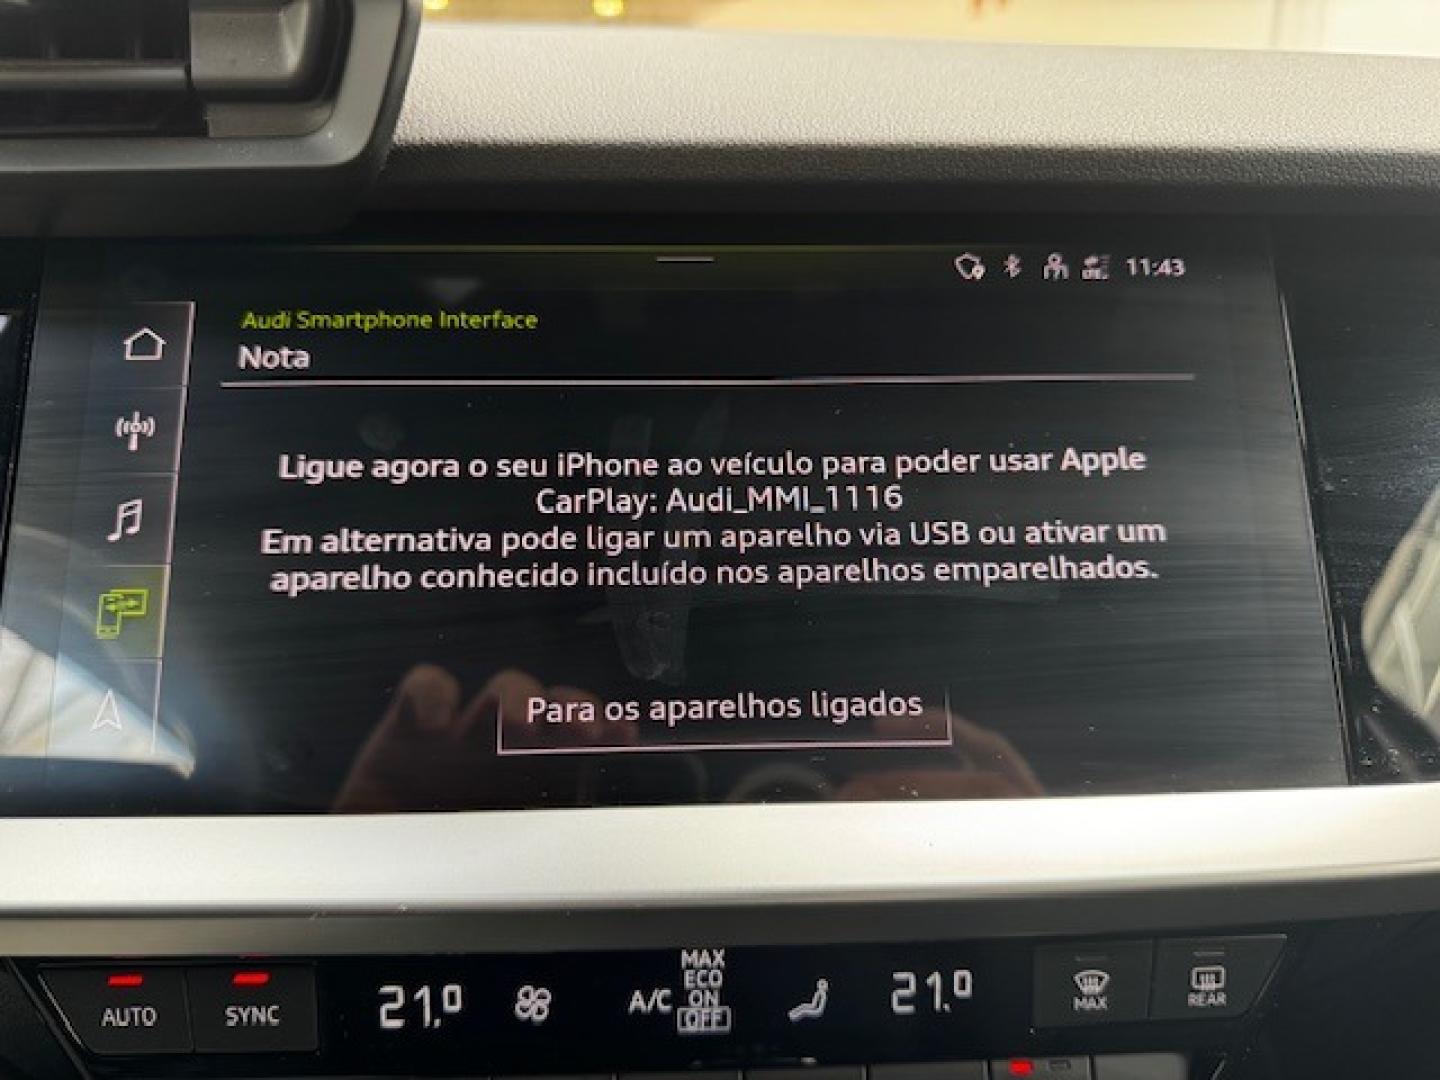 11:43
Audi Smartphone Interface
Nota
Ligue agora o seu iPhone ao veículo para poder usar Apple
CarPlay: Audi_MMI_1116
Em alternativa pode ligar um aparelho via USB ou ativar um
aparelho conhecido incluído nos aparelhos emparelhados.
Para os aparelhos ligados
AUTO
SYNC
21.0
A/C
MAX
ECO
ON
OFF
21.0
MAX
REAR